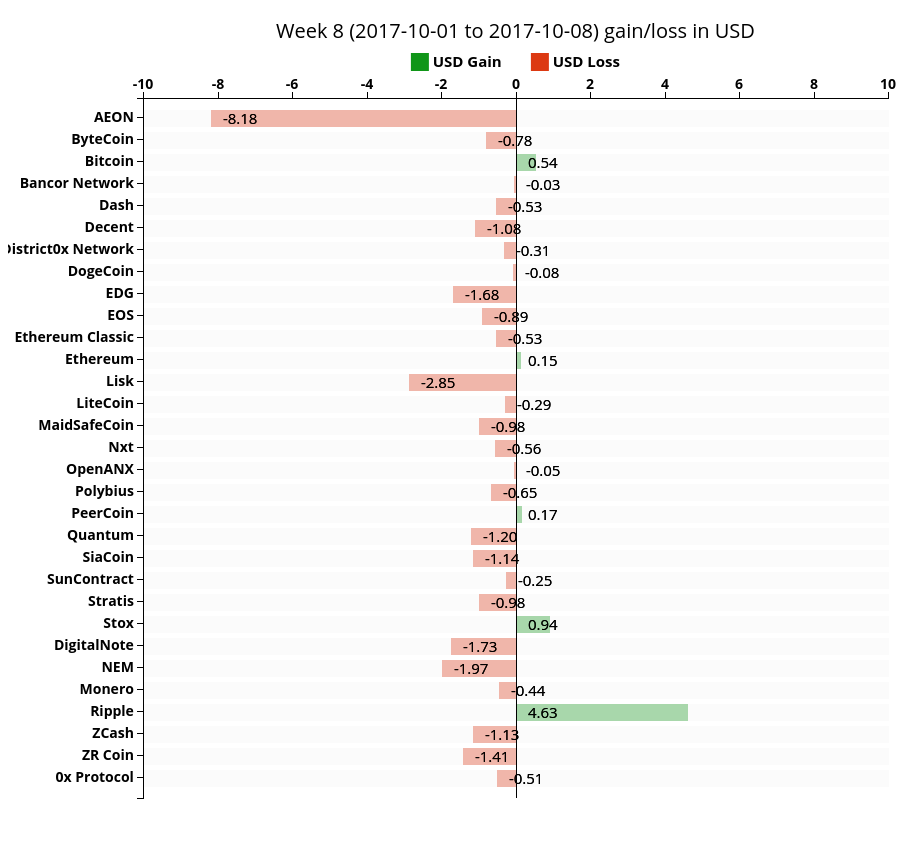 Week 8 (2017-10-01 to 2017-10-08) gain/loss in USD
USD Gain USD Loss
-10 -8 -6 -4 -2 0 2 4 6 8 10
AEON -8.18
ByteCoin -0.78
Bitcoin 0.54
Bancor Network -0.03
Dash -0.53
Decent -1.08
istrict0x Network -0.31
DogeCoin -0.08
EDG -1.68
EOS -0.89
Ethereum Classic -0.53
Ethereum 0.15
Lisk -2.85
LiteCoin -0.29
MaidSafeCoin -0.98
Nxt -0.56
OpenANX -0.05
Polybius -0.65
PeerCoin 0.17
Quantum -1.20
SiaCoin -1.14
SunContract -0.25
Stratis -0.98
Stox 0.94
DigitalNote -1.73
NEM -1.97
Monero -0.44
Ripple 4.63
ZCash -1.13
ZR Coin -1.41
0x Protocol -0.51